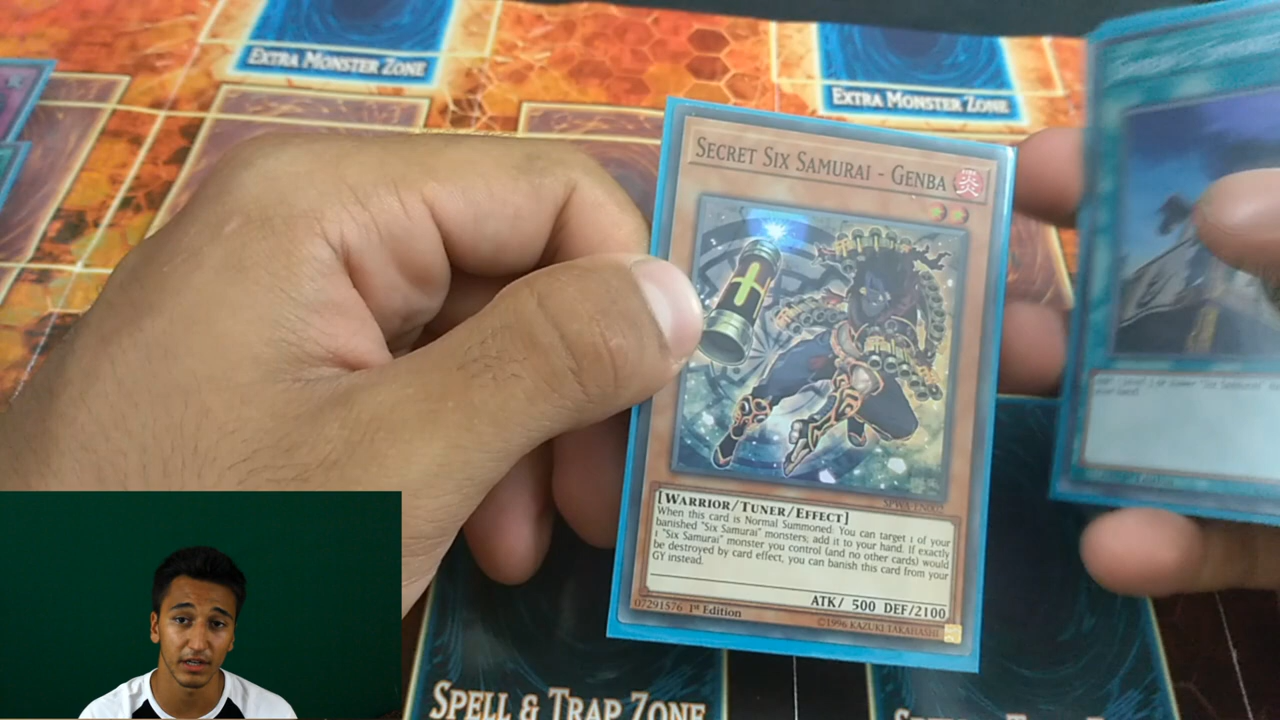 EXTRA MONSTER ZONE
EXTRA MONSTER ZONE
SECRET SIX SAMURAI - GENBA
炎
[WARRIOR/TUNER/EFFECT]
When this card is Normal Summoned: You can target 1 of your
banished "Six Samurai" monsters; add it to your hand. If exactly
1 "Six Samurai" monster you control (and no other cards) would
be destroyed by card effect, you can banish this card from your
GY instead.
ATK/ 500 DEF/2100
07291576 1st Edition
©1996 KAZUKI TAKAHASHI
SPELL & TRAP ZONE